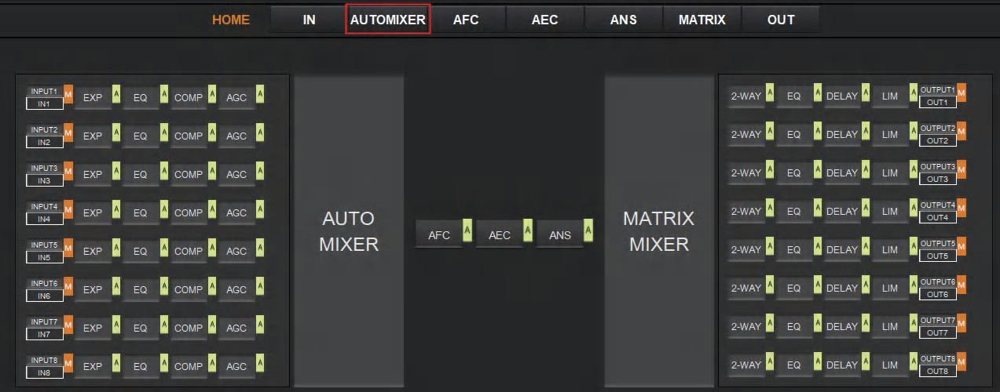 HOME IN AUTOMIXER AFC AEC ANS MATRIX OUT
INPUT1 M EXP A EQ A COMP A AGC A
IN1
INPUT2 M EXP A EQ A COMP A AGC A
IN2
INPUT3 M EXP A EQ A COMP A AGC A
IN3
INPUT4 M EXP A EQ A COMP A AGC A
IN4
INPUT5 M EXP A EQ A COMP A AGC A
IN5
INPUT6 M EXP A EQ A COMP A AGC A
IN6
INPUT7 M EXP A EQ A COMP A AGC A
IN7
INPUT8 M EXP A EQ A COMP A AGC A
IN8
AUTO
MIXER
AFC A AEC A ANS A
MATRIX
MIXER
2-WAY A EQ A DELAY A LIM A OUTPUT1 M
OUT1
2-WAY A EQ A DELAY A LIM A OUTPUT2 M
OUT2
2-WAY A EQ A DELAY A LIM A OUTPUT3 M
OUT3
2-WAY A EQ A DELAY A LIM A OUTPUT4 M
OUT4
2-WAY A EQ A DELAY A LIM A OUTPUT5 M
OUT5
2-WAY A EQ A DELAY A LIM A OUTPUT6 M
OUT6
2-WAY A EQ A DELAY A LIM A OUTPUT7 M
OUT7
2-WAY A EQ A DELAY A LIM A OUTPUT8 M
OUT8